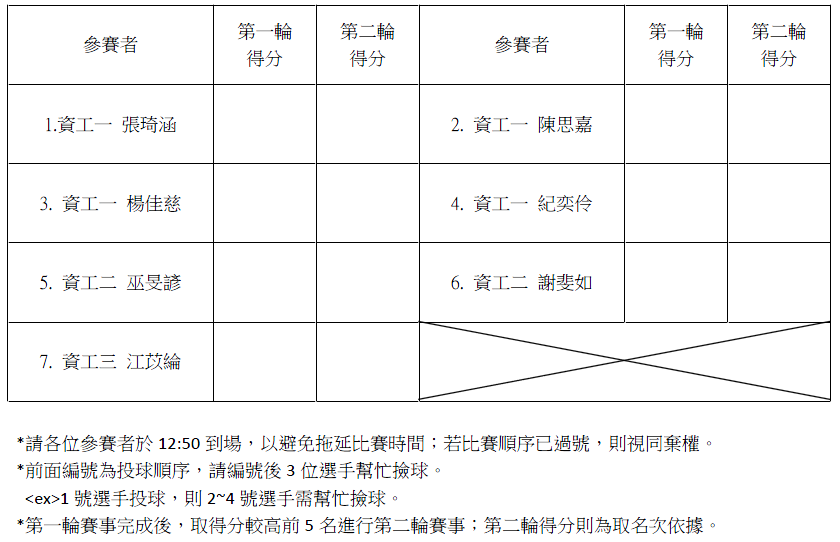 參賽者 第一輪得分 第二輪得分 參賽者 第一輪得分 第二輪得分
1.資工一 張琦涵 2. 資工一 陳思嘉
3. 資工一 楊佳慈 4. 資工一 紀奕伶
5. 資工二 巫旻諺 6. 資工二 謝斐如
7. 資工三 江苡綸
*請各位參賽者於 12:50 到場，以避免拖延比賽時間；若比賽順序已過號，則視同棄權。
*前面編號為投球順序，請編號後 3 位選手幫忙撿球。
<ex>1 號選手投球，則 2~4 號選手需幫忙撿球。
*第一輪賽事完成後，取得分較高前 5 名進行第二輪賽事；第二輪得分則為取名次依據。